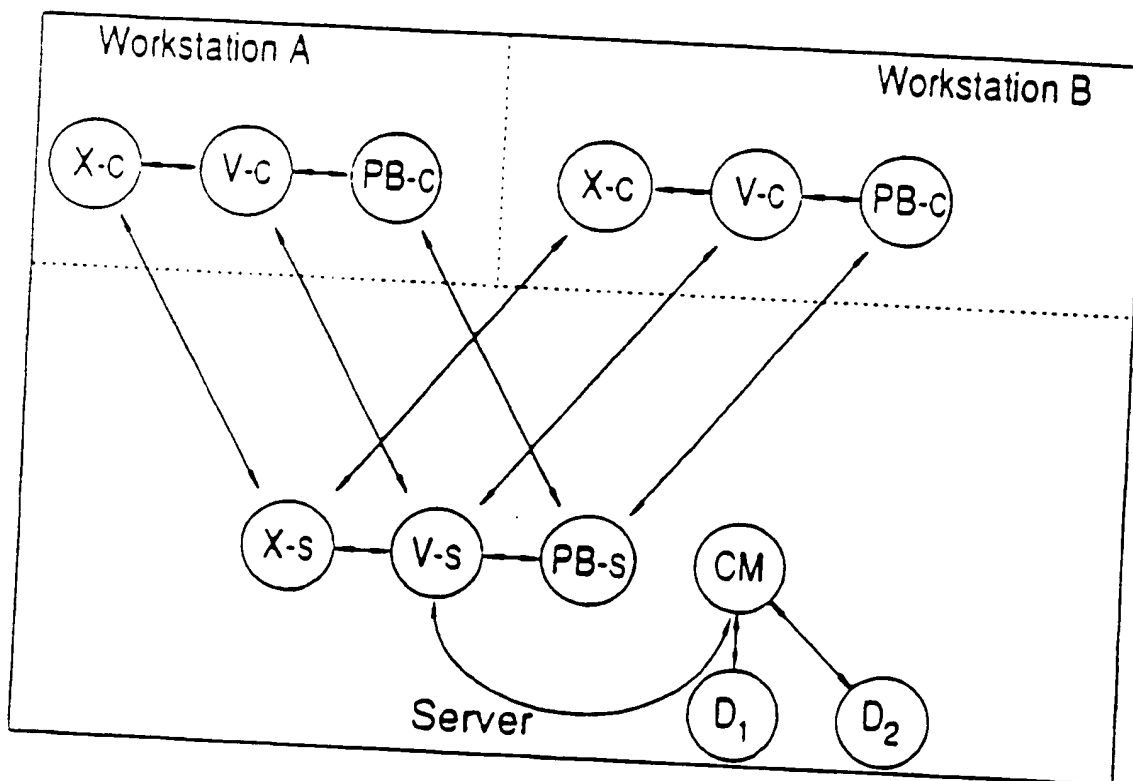 Workstation A
Workstation B
X-c
V-c
PB-c
X-c
V-c
PB-c
X-s
V-s
PB-s
CM
Server
D1
D2